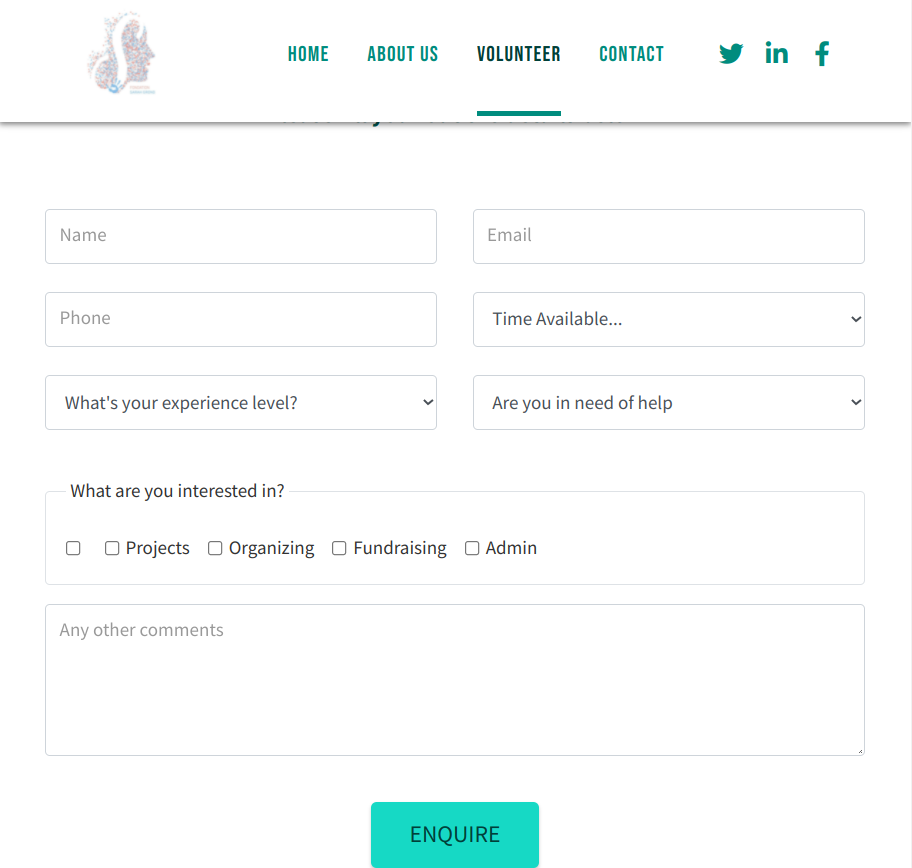 HOME ABOUT US VOLUNTEER CONTACT
Name Email
Phone Time Available...
What's your experience level? Are you in need of help
What are you interested in?
Projects Organizing Fundraising Admin
Any other comments
ENQUIRE